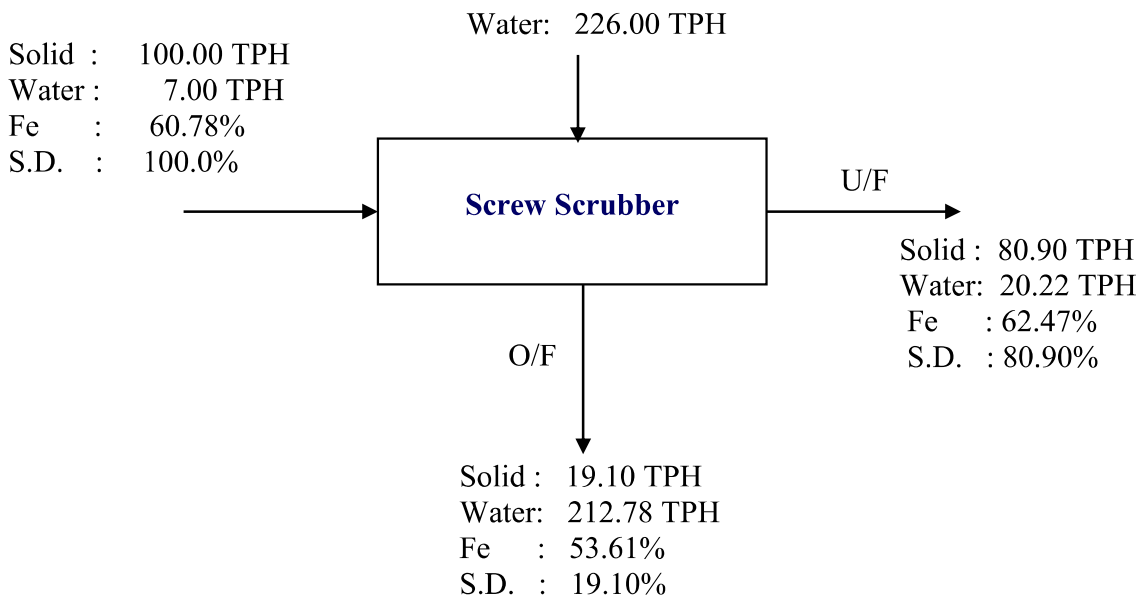 Water: 226.00 TPH
Solid : 100.00 TPH
Water : 7.00 TPH
Fe : 60.78%
S.D. : 100.0%
Screw Scrubber
U/F
Solid : 80.90 TPH
Water: 20.22 TPH
Fe : 62.47%
S.D. : 80.90%
O/F
Solid : 19.10 TPH
Water: 212.78 TPH
Fe : 53.61%
S.D. : 19.10%